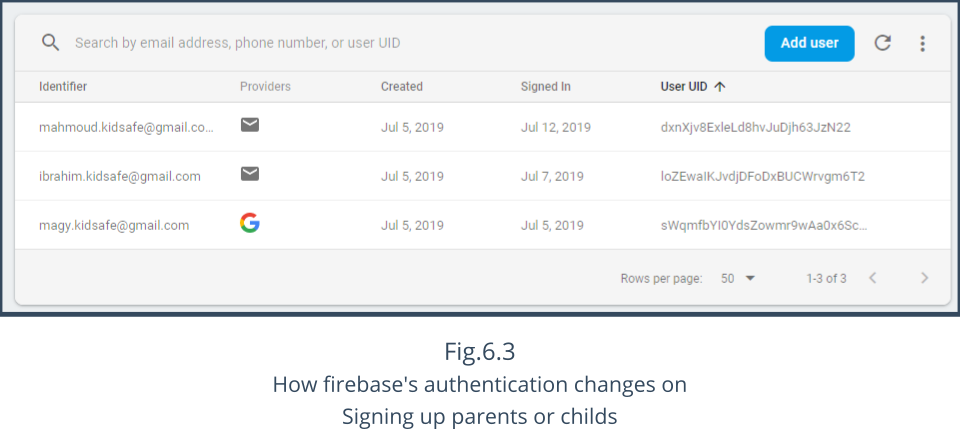 Search by email address, phone number, or user UID Add user
Identifier Providers Created Signed In User UID
mahmoud.kidsafe@gmail.co... Jul 5, 2019 Jul 12, 2019 dxnXjv8ExleLd8hvJuDjh63JzN22
ibrahim.kidsafe@gmail.com Jul 5, 2019 Jul 7, 2019 loZEwaIKJvdjDFoDxBUCWrvgm6T2
magy.kidsafe@gmail.com Jul 5, 2019 Jul 5, 2019 sWqmfbYI0YdsZowmr9wAa0x6Sc...
Rows per page: 50 1-3 of 3
Fig.6.3
How firebase's authentication changes on
Signing up parents or childs